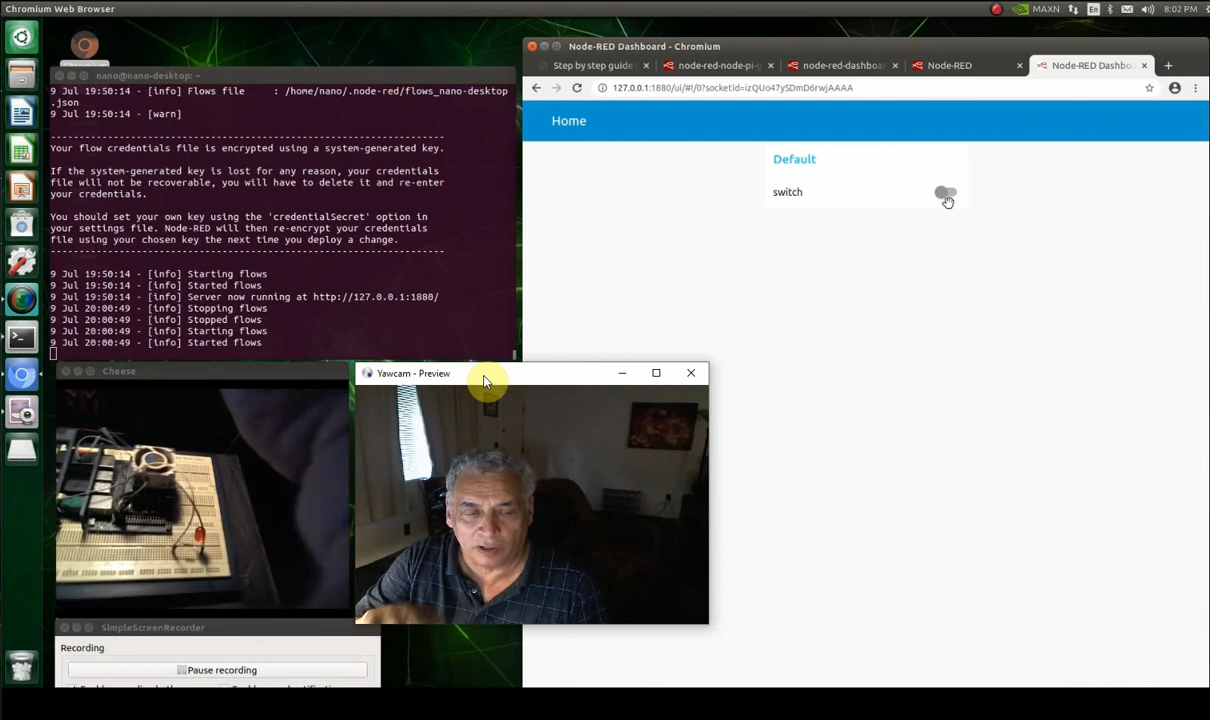 Chromium Web Browser
MAXN
En
8:02 PM
nano@nano-desktop: ~
9 Jul 19:50:14 - [info] Flows file     : /home/nano/.node-red/flows_nano-desktop
.json
9 Jul 19:50:14 - [warn]
---------------------------------------------------------------------
Your flow credentials file is encrypted using a system-generated key.
If the system-generated key is lost for any reason, your credentials
file will not be recoverable, you will have to delete it and re-enter
your credentials.
You should set your own key using the 'credentialSecret' option in
your settings file. Node-RED will then re-encrypt your credentials
file using your chosen key the next time you deploy a change.
---------------------------------------------------------------------
9 Jul 19:50:14 - [info] Starting flows
9 Jul 19:50:14 - [info] Started flows
9 Jul 19:50:14 - [info] Server now running at http://127.0.0.1:1880/
9 Jul 20:00:49 - [info] Stopping flows
9 Jul 20:00:49 - [info] Stopped flows
9 Jul 20:00:49 - [info] Starting flows
9 Jul 20:00:49 - [info] Started flows
Node-RED Dashboard - Chromium
Step by step guide
node-red-node-pi-g
node-red-dashboar
Node-RED
Node-RED Dashboa
127.0.0.1:1880/ui/#!/0?socketid=izQUo47ySDmD6rwjAAAA
Home
Default
switch
Cheese
Yawcam - Preview
SimpleScreenRecorder
Recording
Pause recording